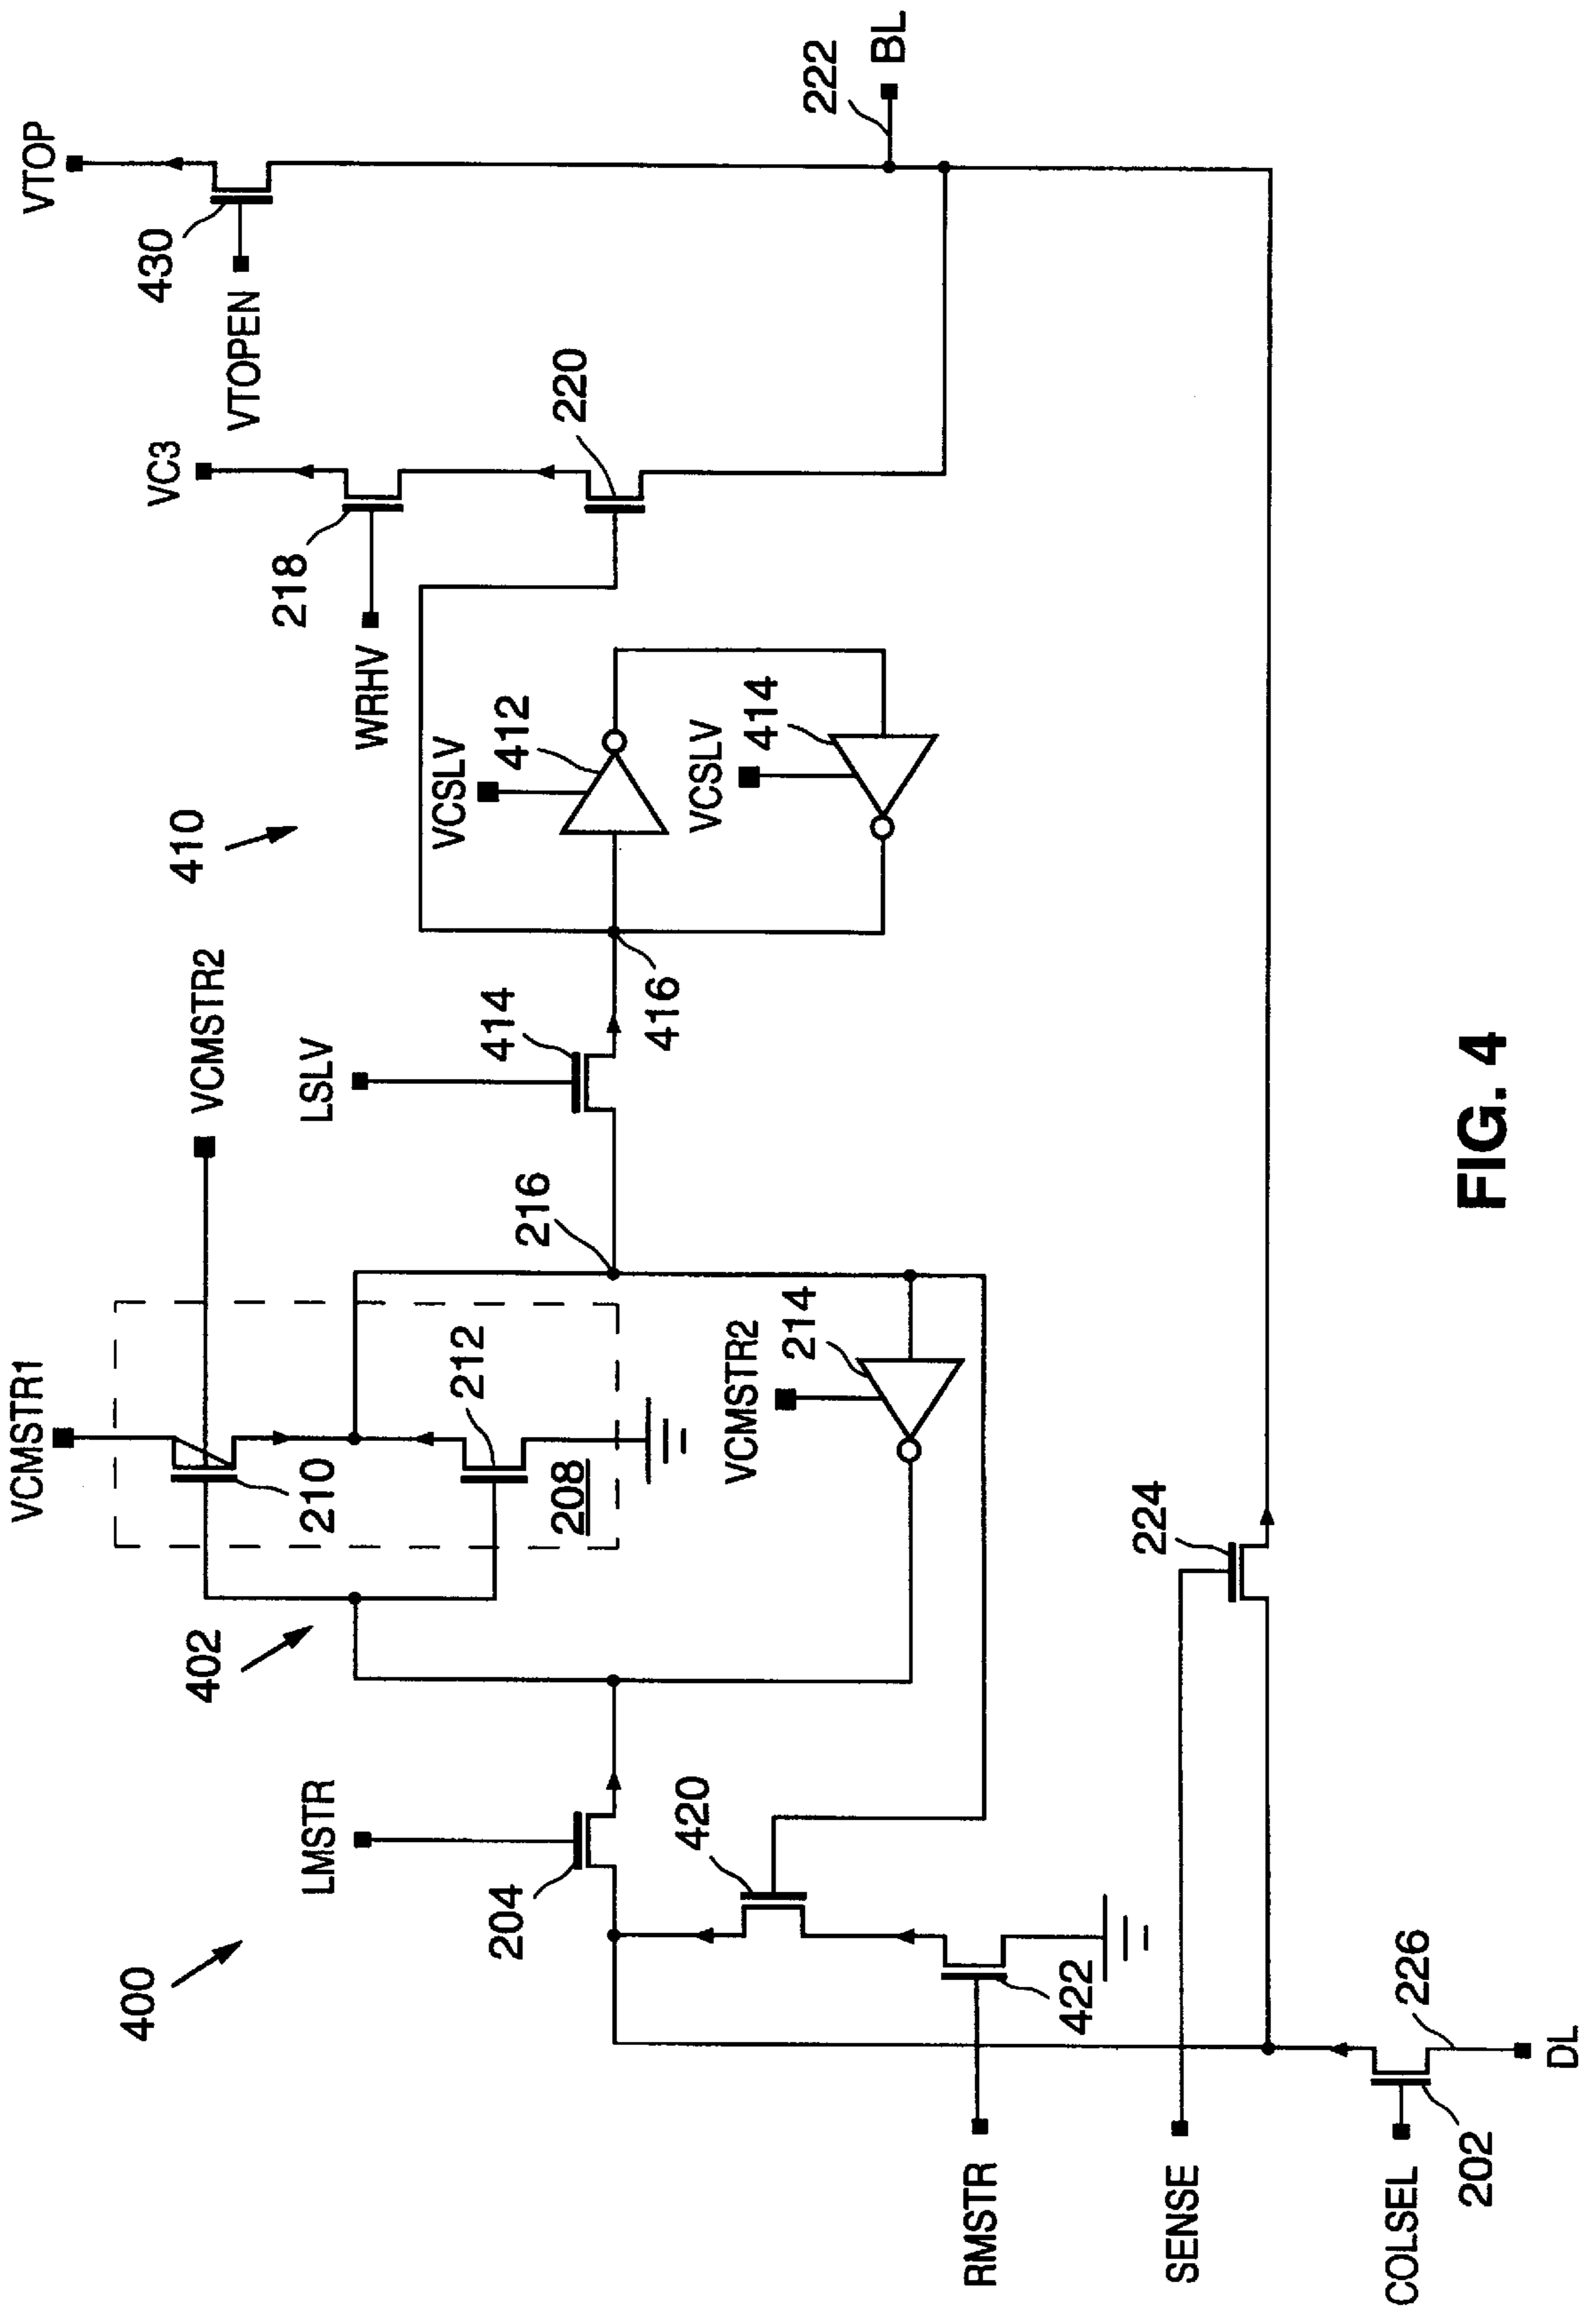 VTOP
430
VTOPEN
222
BL
VC3
218
WRHV
220
410
VCSLV
412
VCSLV
414
VCMSTR2
LSLV
414
416
VCMSTR1
210
212
208
216
VCMSTR2
214
402
LMSTR
204
420
400
RMSTR
422
SENSE
224
COLSEL
202
226
DL
FIG. 4